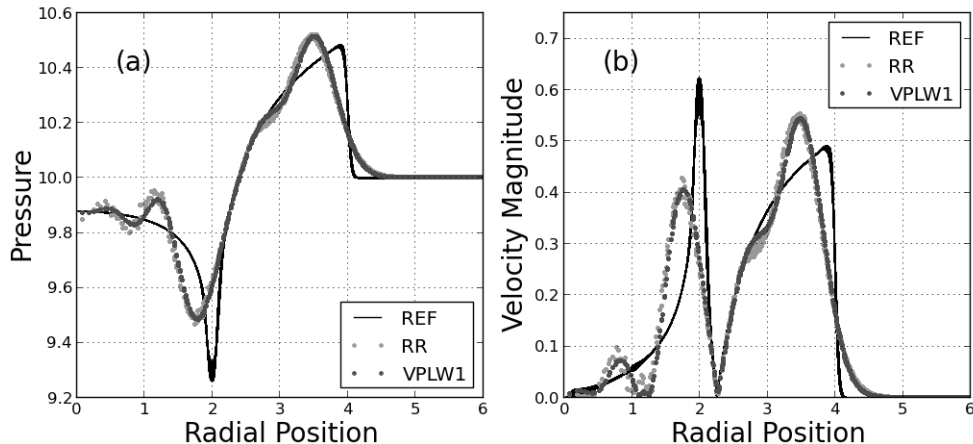 (a)
10.6
10.4
10.2
10.0
9.8
9.6
9.4
9.2
Pressure
REF
RR
VPLW1
0 1 2 3 4 5 6
Radial Position
(b)
0.7
0.6
0.5
0.4
0.3
0.2
0.1
0.0
Velocity Magnitude
REF
RR
VPLW1
0 1 2 3 4 5 6
Radial Position